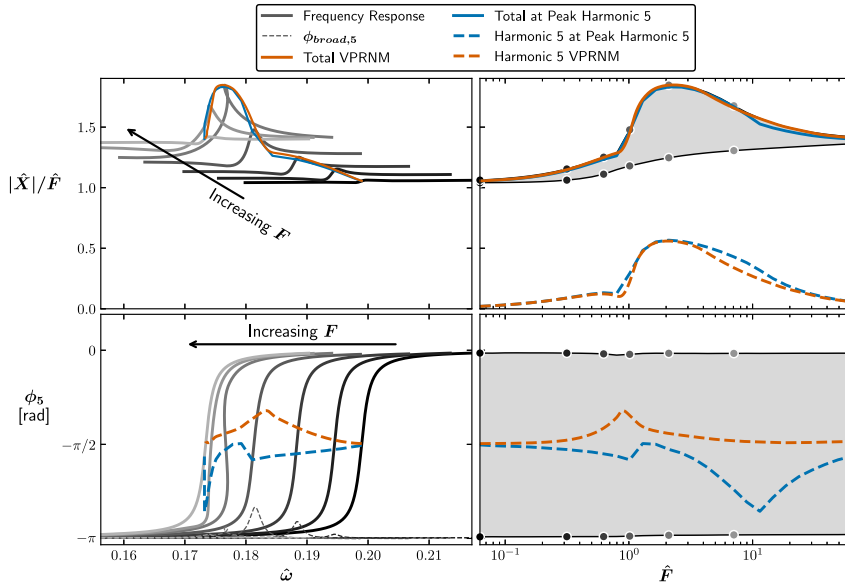 Frequency Response
ϕ_{broad,5}
Total VPRNM
Total at Peak Harmonic 5
Harmonic 5 at Peak Harmonic 5
Harmonic 5 VPRNM
|X̂|/F̂
1.5
1.0
0.5
0.0
Increasing F
ϕ₅
[rad]
0
−π/2
−π
Increasing F
0.16 0.17 0.18 0.19 0.20 0.21
ω̂
10⁻¹ 10⁰ 10¹
F̂